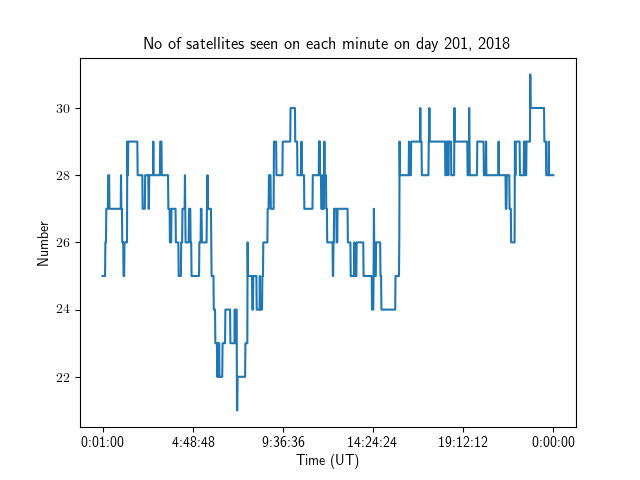 No of satellites seen on each minute on day 201, 2018
30
28
26
24
22
Number
0:01:00 4:48:48 9:36:36 14:24:24 19:12:12 0:00:00
Time (UT)